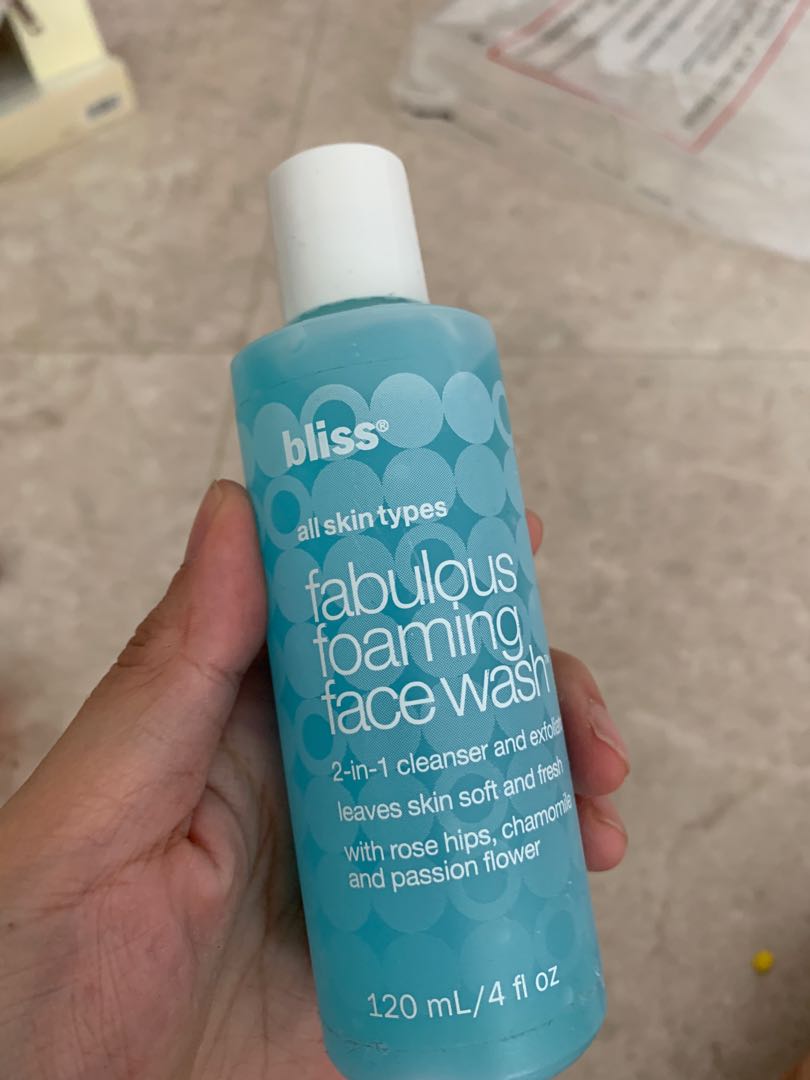 bliss®
all skin types
fabulous
foaming
face wash™
2-in-1 cleanser and
leaves skin soft and fresh
with rose hips, chamomile
and passion flower
120 mL/4 fl oz